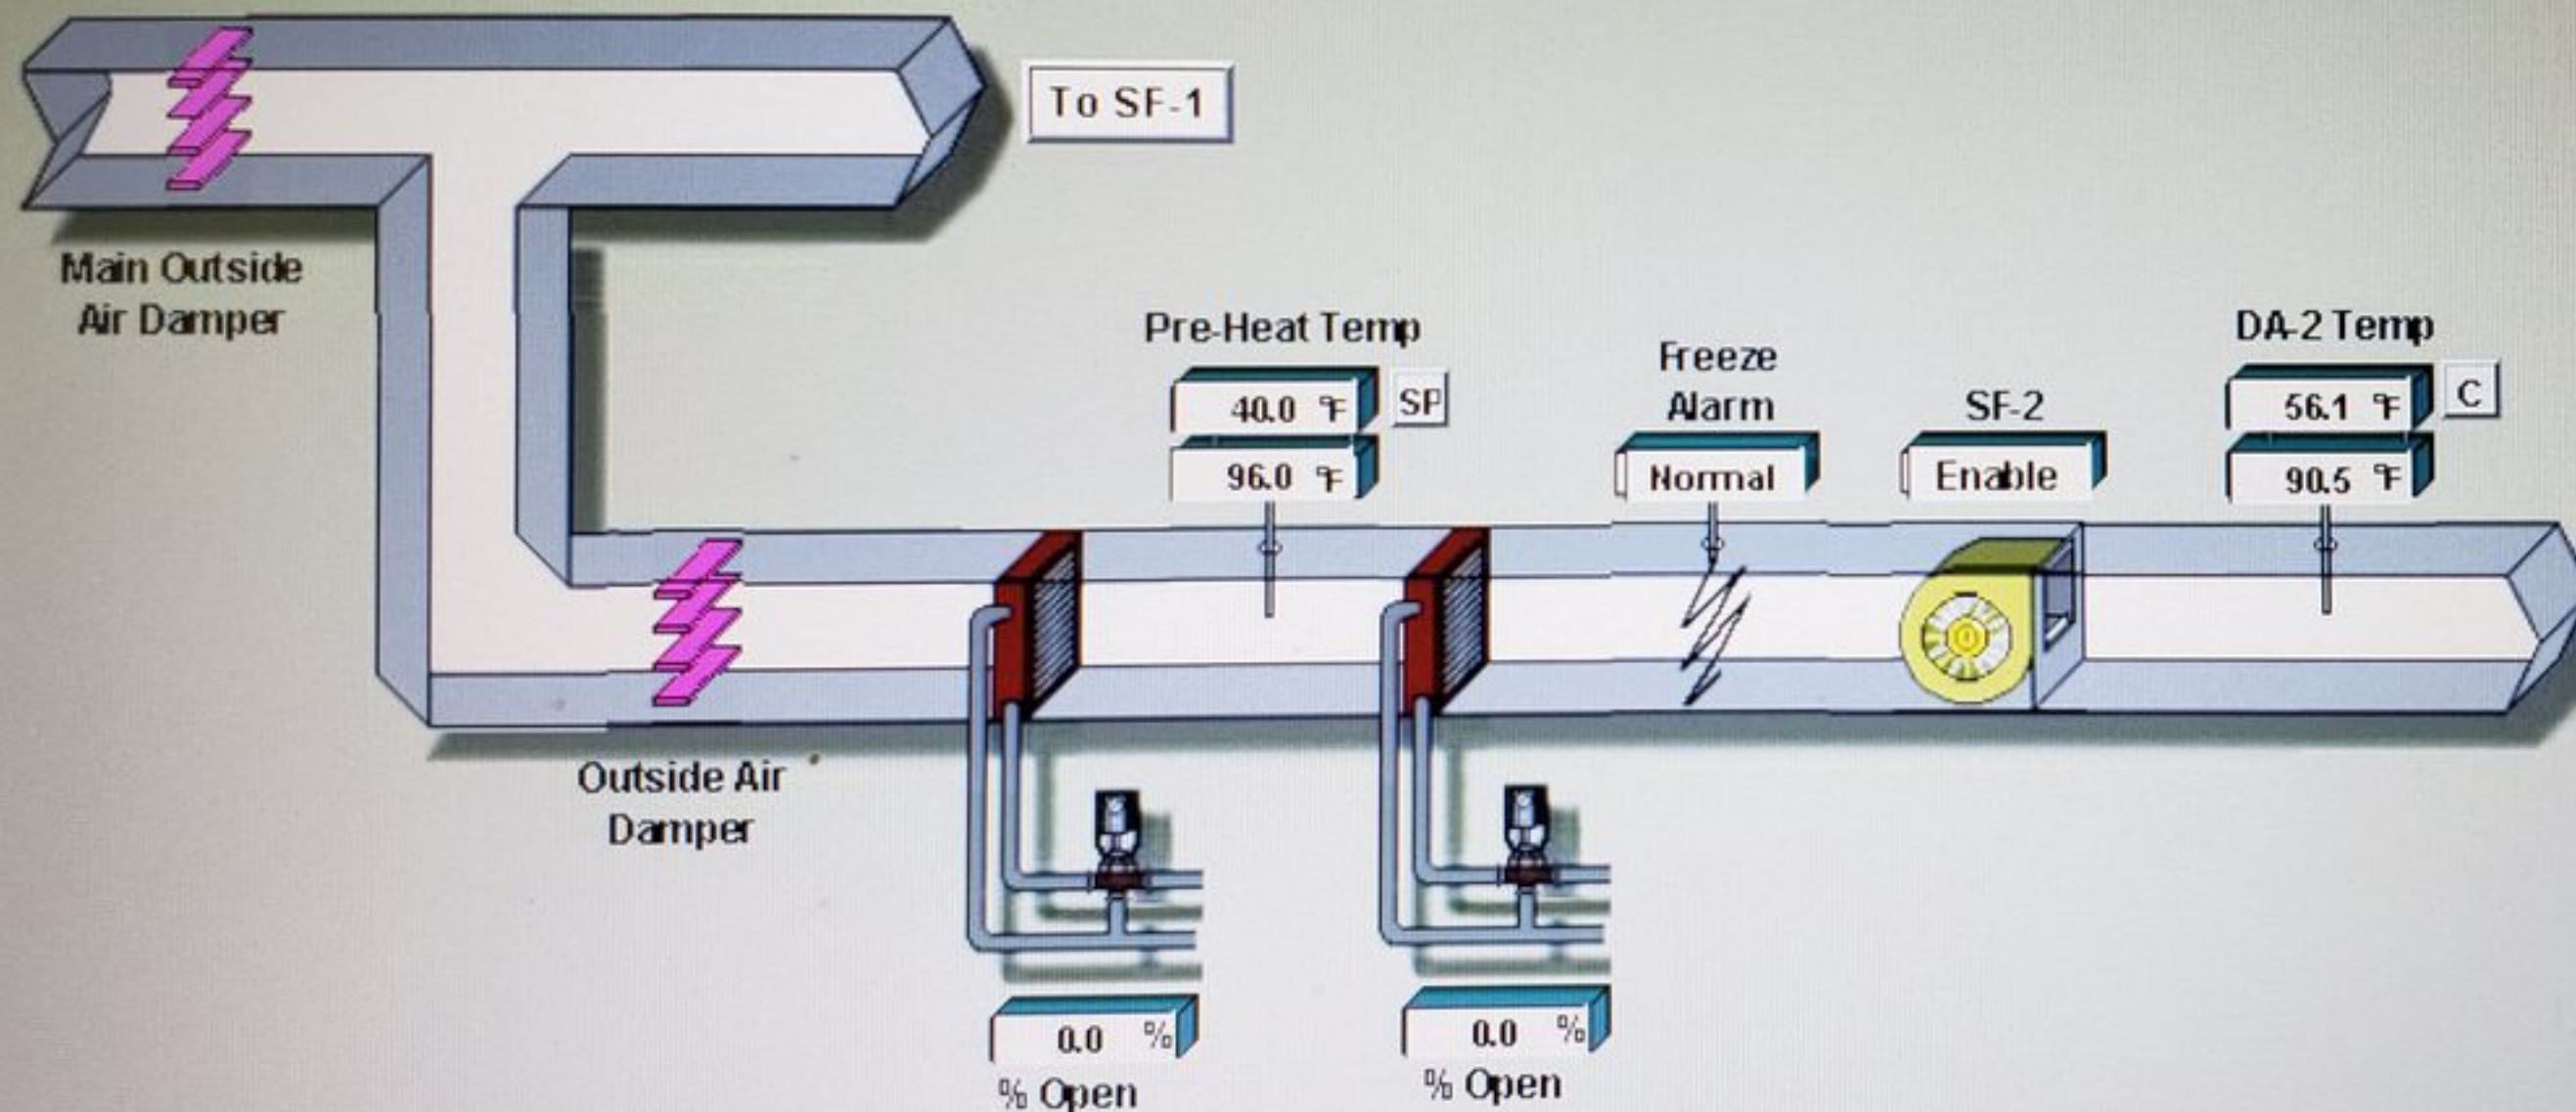 To SF-1
Main Outside
Air Damper
Pre-Heat Temp
40.0 °F
SP
96.0 °F
Freeze
Alarm
Normal
SF-2
Enable
DA-2 Temp
56.1 °F
C
90.5 °F
Outside Air
Damper
0.0 %
% Open
0.0 %
% Open